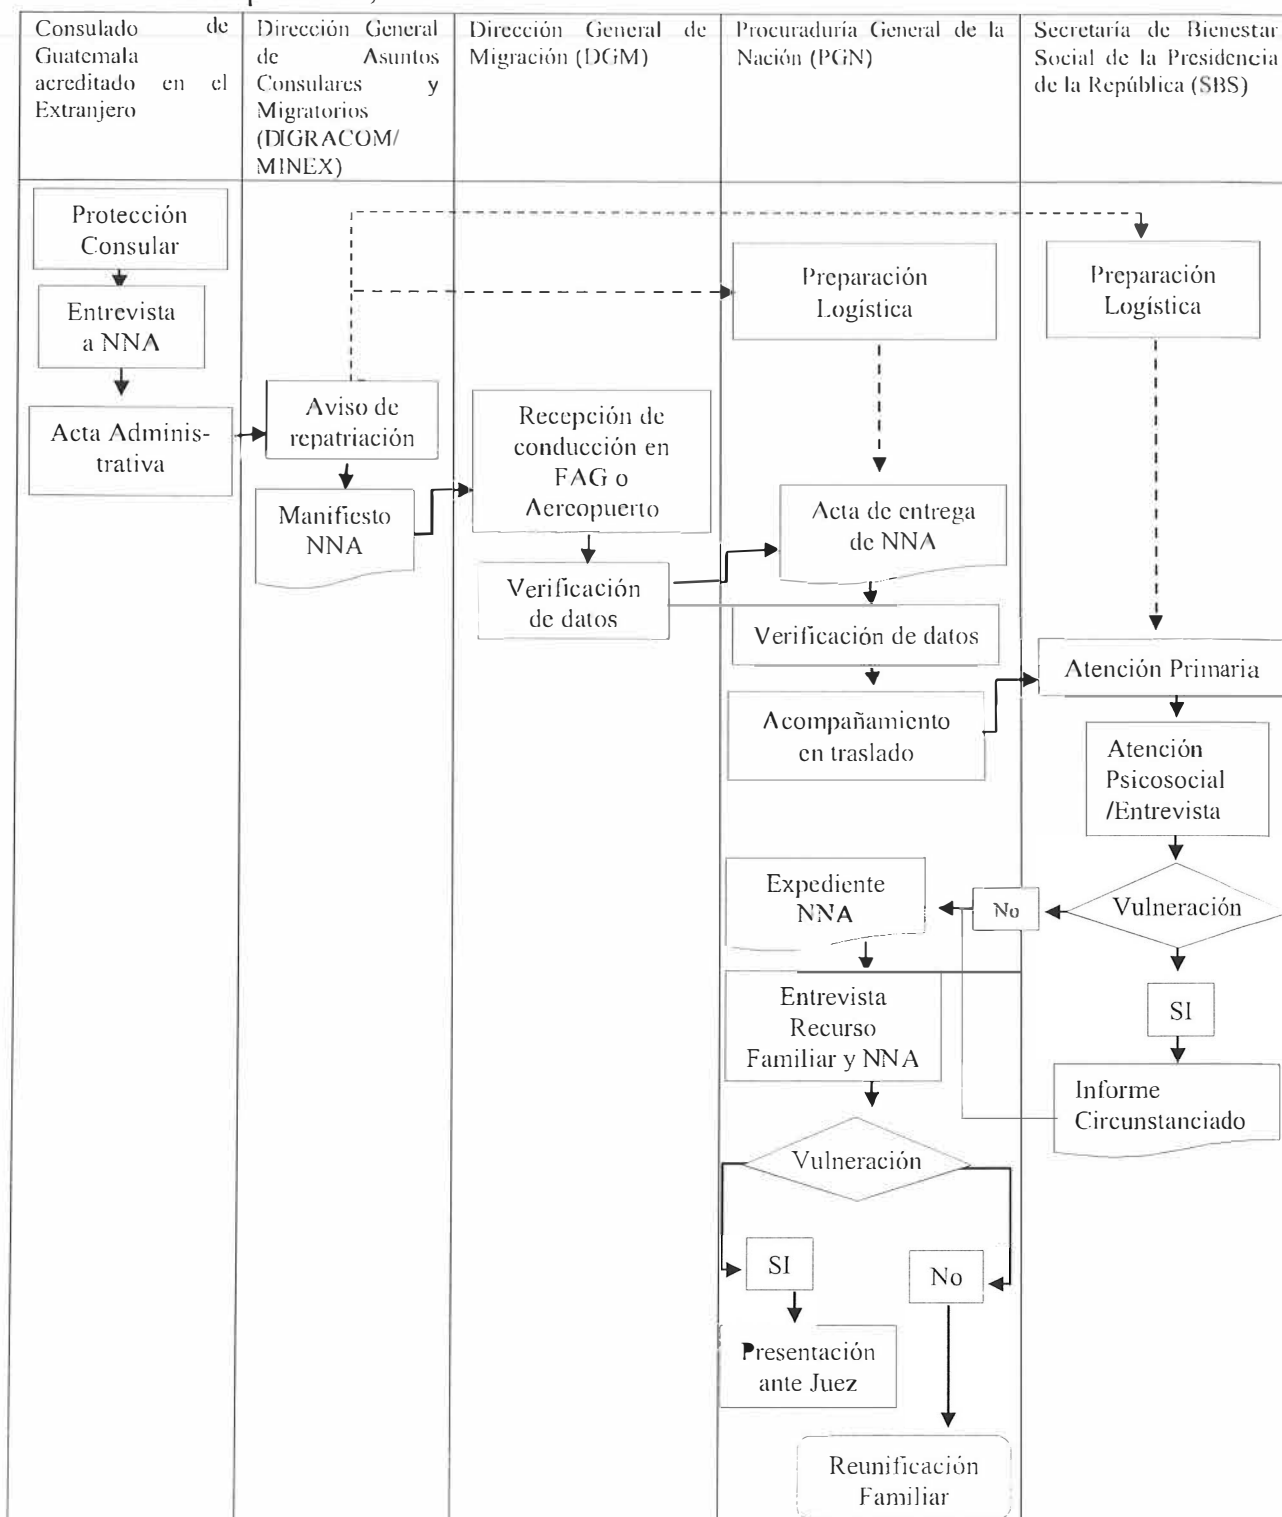 Consulado de
Guatemala
acreditado en el
Extranjero
Dirección General
de Asuntos
Consulares y
Migratorios
(DIGRACOM/
MINEX)
Dirección General de
Migración (DGM)
Procuraduría General de la
Nación (PGN)
Secretaría de Bienestar
Social de la Presidencia
de la República (SBS)
Protección
Consular
Entrevista
a NNA
Acta Adminis-
trativa
Aviso de
repatriación
Manifiesto
NNA
Recepción de
conducción en
FAG o
Aereopuerto
Verificación
de datos
Preparación
Logística
Acta de entrega
de NNA
Verificación de datos
Acompañamiento
en traslado
Preparación
Logística
Atención Primaria
Atención
Psicosocial
/Entrevista
Vulneración
No
SI
Informe
Circunstanciado
Expediente
NNA
Entrevista
Recurso
Familiar y NNA
Vulneración
SI
No
Presentación
ante Juez
Reunificación
Familiar